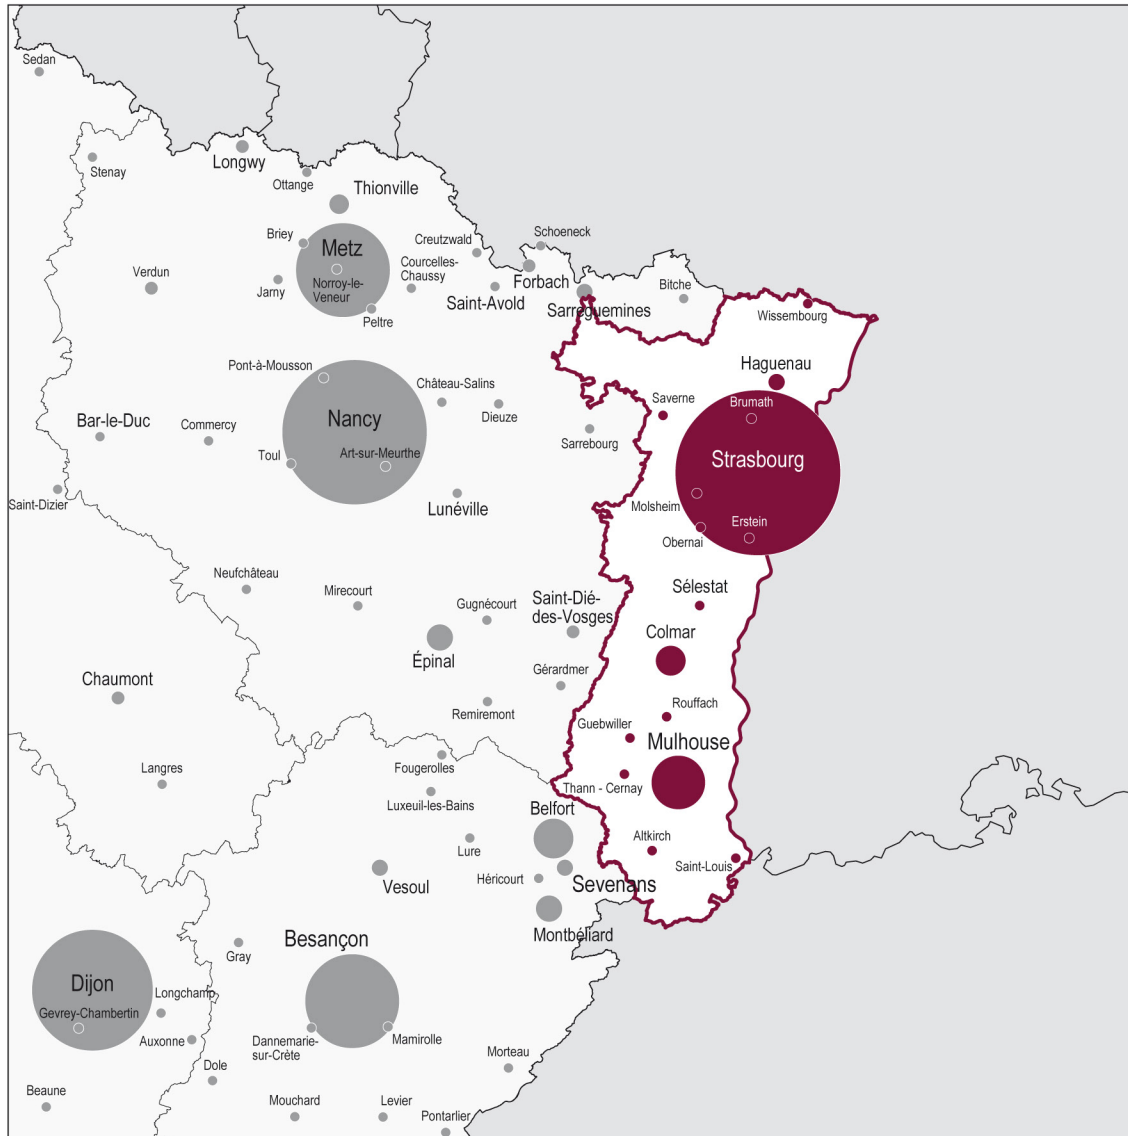 Sedan
Longwy
Stenay
Ottange
Thionville
Briey
Metz
Creutzwald
Schoeneck
Courcelles-
Chaussy
Verdun
Jarny
Norroy-le-
Veneur
Forbach
Bitche
Saint-Avold
Sarreguemines
Peltre
Wissembourg
Pont-à-Mousson
Haguenau
Château-Salins
Saverne
Brumath
Bar-le-Duc
Commercy
Nancy
Dieuze
Sarrebourg
Toul
Art-sur-Meurthe
Strasbourg
Saint-Dizier
Lunéville
Molsheim
Erstein
Obernai
Neufchâteau
Mirecourt
Gugnécourt
Saint-Dié-
des-Vosges
Sélestat
Colmar
Épinal
Chaumont
Gérardmer
Remiremont
Rouffach
Guebwiller
Mulhouse
Langres
Fougerolles
Thann - Cernay
Luxeuil-les-Bains
Belfort
Lure
Altkirch
Saint-Louis
Vesoul
Héricourt
Sevenans
Montbéliard
Besançon
Gray
Dijon
Longchamp
Gevrey-Chambertin
Auxonne
Dannemarie-
sur-Crète
Mamirolle
Morteau
Dole
Beaune
Mouchard
Levier
Pontarlier